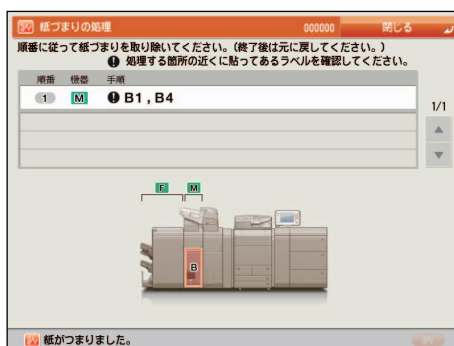 紙づまりの処理 000000 閉じる
順番に従って紙づまりを取り除いてください。(終了後は元に戻してください。)
処理する箇所の近くに貼ってあるラベルを確認してください。
順番 機器 手順
1 M B1 , B4
1/1
F M
B
紙がつまりました。